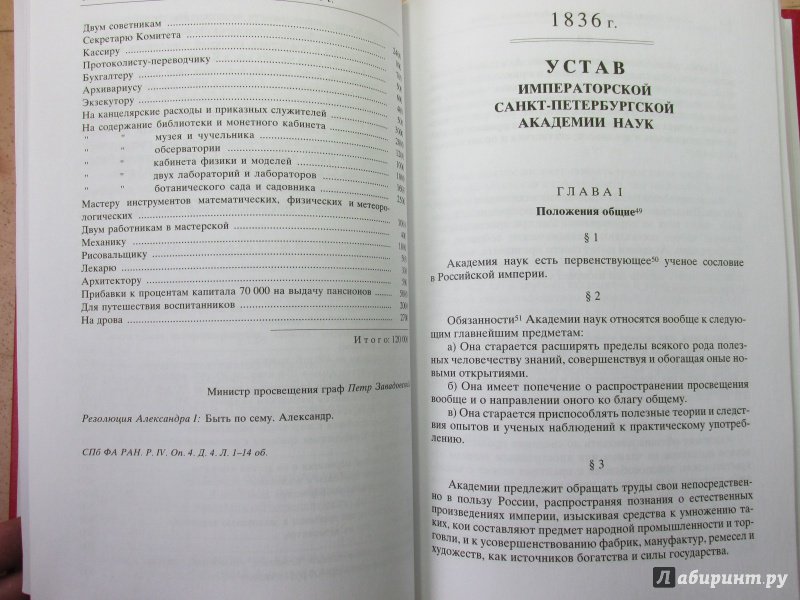 Двум советникам
Секретарю Комитета
Кассиру
Протоколисту-переводчику
Бухгалтеру
Архивариусу
Экзекутору
На канцелярские расходы и приказных служителей
На содержание библиотеки и монетного кабинета
" " музея и чучельника
" " обсерватории
" " кабинета физики и моделей
" " двух лабораторий и лаборантов
" " ботанического сада и садовника
Мастеру инструментов математических, физических и метеоро-
логических
Двум работникам в мастерской
Механику
Рисовальщику
Лекарю
Архитектору
Прибавки к процентам капитала 70 000 на выдачу пансионов
Для путешествия воспитанников
На дрова
Итого: 120 000
Министр просвещения граф Петр
Резолюция Александра I: Быть по сему. Александр.
СПб ФА РАН. Р. IV. Оп. 4. Д. 4. Л. 1–14 об.
1836 г.
УСТАВ
ИМПЕРАТОРСКОЙ
САНКТ-ПЕТЕРБУРГСКОЙ
АКАДЕМИИ НАУК
ГЛАВА I
Положения общие49
§ 1
Академия наук есть первенствующее50 ученое сословие
в Российской империи.
§ 2
Обязанности51 Академии наук относятся вообще к следую-
щим главнейшим предметам:
а) Она старается расширять пределы всякого рода полез-
ных человечеству знаний, совершенствуя и обогащая оные но-
выми открытиями.
б) Она имеет попечение о распространении просвещения
вообще и о направлении оного ко благу общему.
в) Она старается приспособлять полезные теории и следст-
вия опытов и ученых наблюдений к практическому употреб-
лению.
§ 3
Академии предлежит обращать труды свои непосредствен-
но в пользу России, распространяя познания о естественных
произведениях империи, изыскивая средства к умножению та-
ких, кои составляют предмет народной промышленности и тор-
говли, и к усовершенствованию фабрик, мануфактур, ремесел и
художеств, как источников богатства и силы государства.
Лабиринт.ру